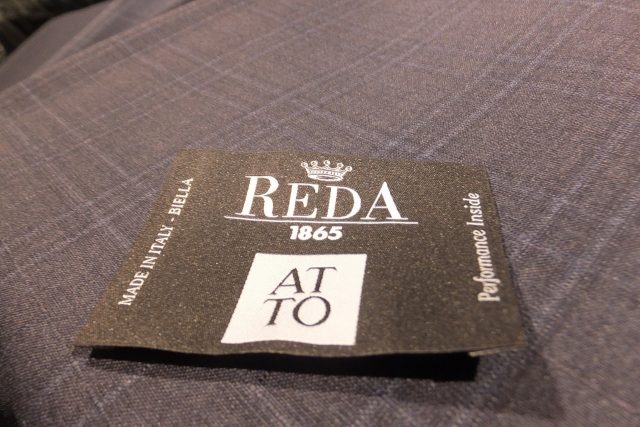 REDA
1865
AT
TO
MADE IN ITALY - BIELLA
Performance Inside